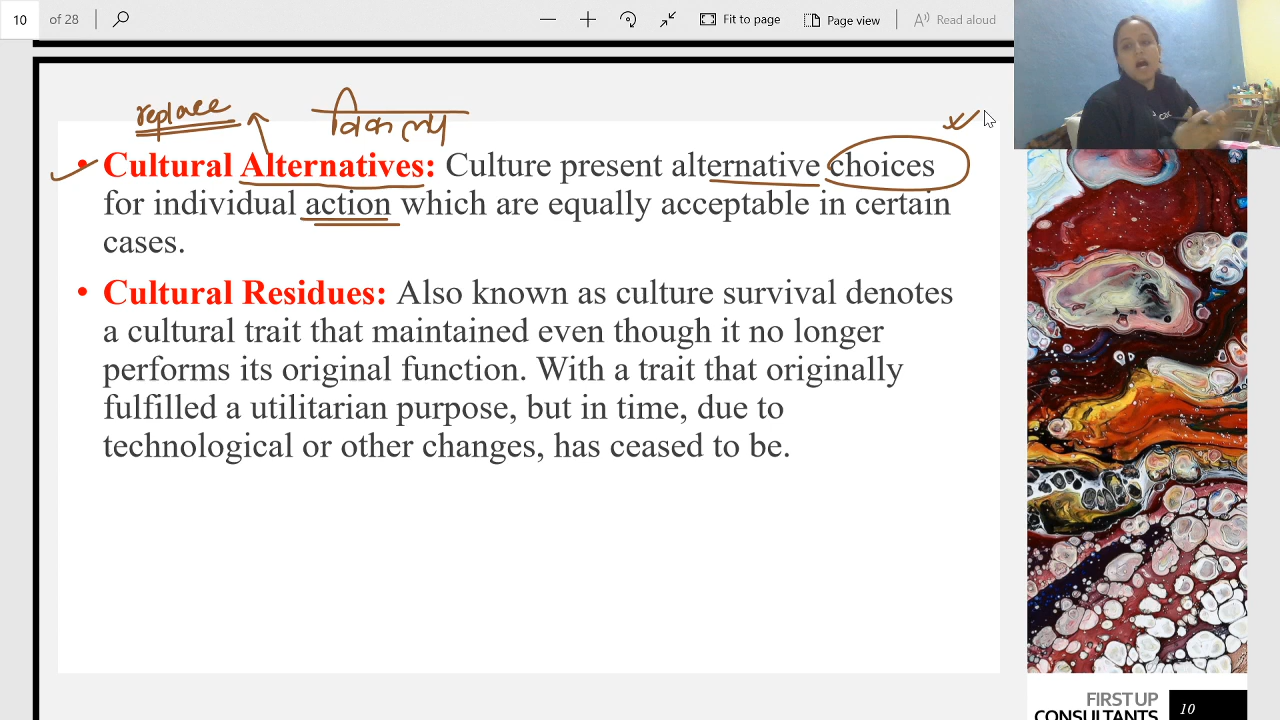 10 of 28 Fit to page Page view Read aloud
replace विकल्प
• Cultural Alternatives: Culture present alternative choices
for individual action which are equally acceptable in certain
cases.
• Cultural Residues: Also known as culture survival denotes
a cultural trait that maintained even though it no longer
performs its original function. With a trait that originally
fulfilled a utilitarian purpose, but in time, due to
technological or other changes, has ceased to be.
FIRST UP
CONSULTANTS
10